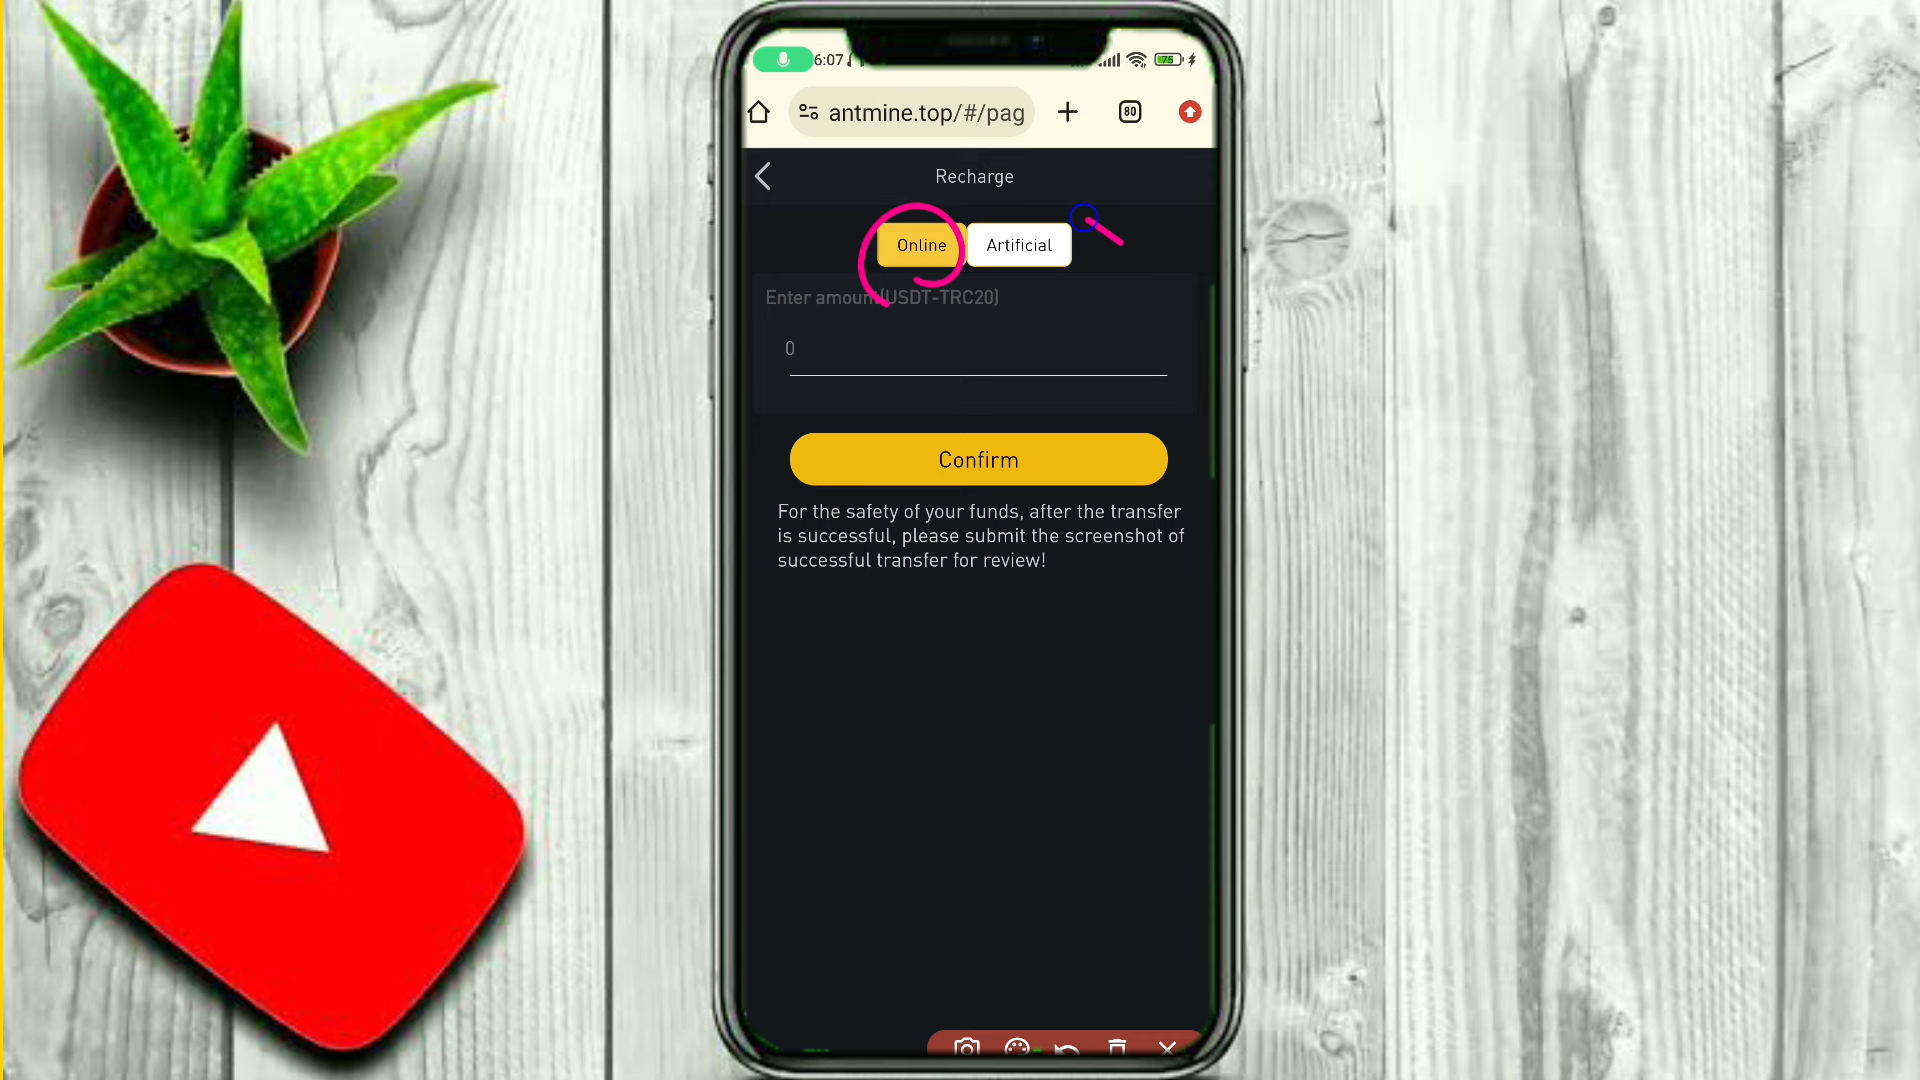 6:07
75
antmine.top/#/pag
80
Recharge
Online
Artificial
Enter amount(USDT-TRC20)
0
Confirm
For the safety of your funds, after the transfer
is successful, please submit the screenshot of
successful transfer for review!